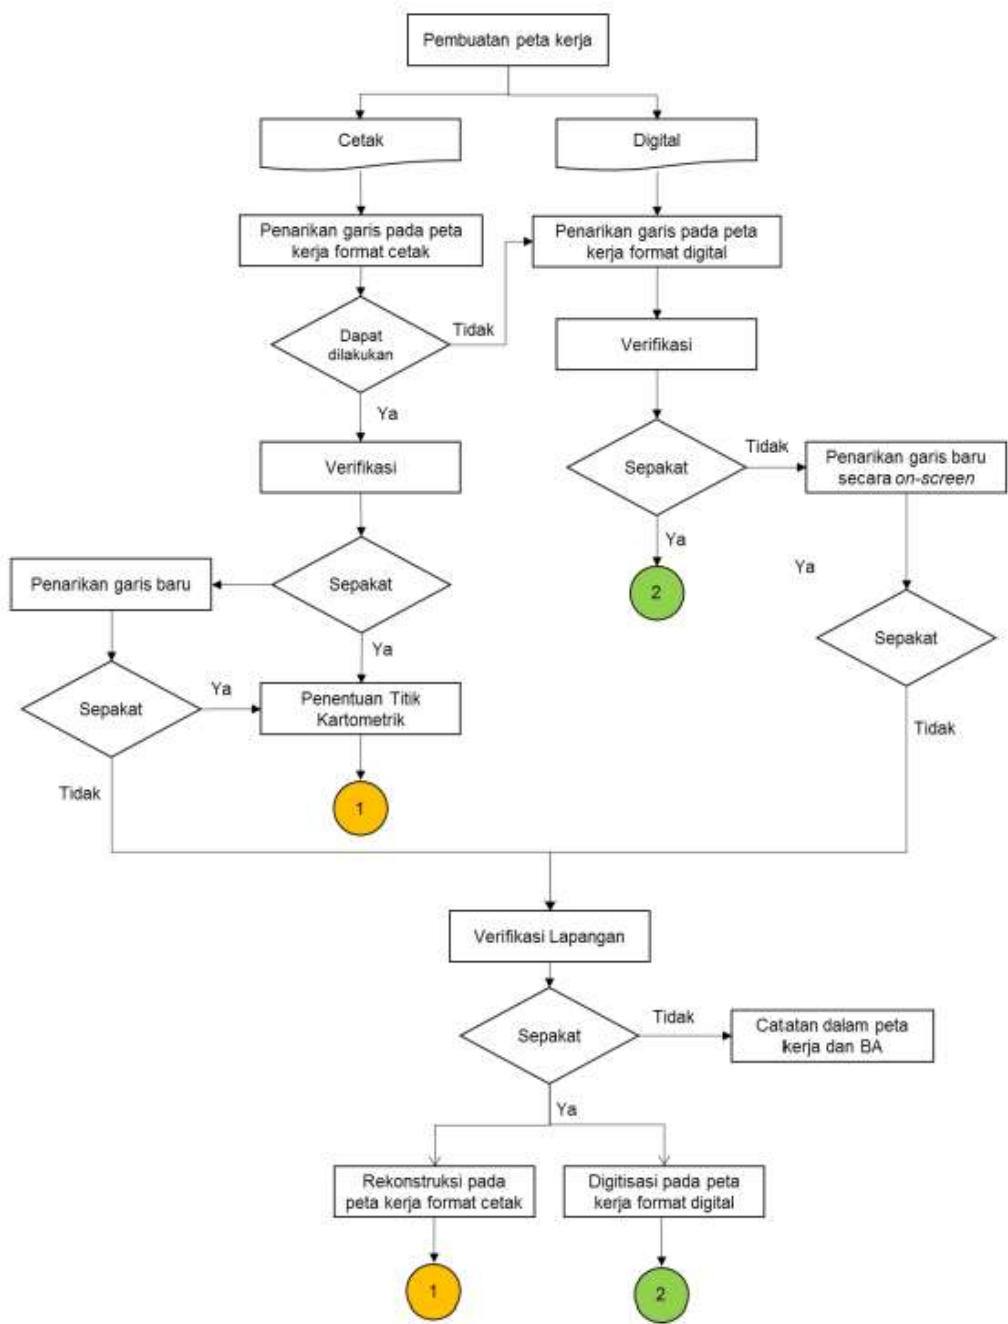 Pembuatan peta kerja
Cetak
Digital
Penarikan garis pada peta
kerja format cetak
Penarikan garis pada peta
kerja format digital
Dapat
dilakukan
Tidak
Ya
Verifikasi
Verifikasi
Sepakat
Tidak
Penarikan garis baru
secara on-screen
Ya
2
Ya
Sepakat
Tidak
Sepakat
Penarikan garis baru
Ya
Sepakat
Ya
Penentuan Titik
Kartometrik
Tidak
1
Verifikasi Lapangan
Sepakat
Tidak
Catatan dalam peta
kerja dan BA
Ya
Rekonstruksi pada
peta kerja format cetak
Digitisasi pada peta
kerja format digital
1
2